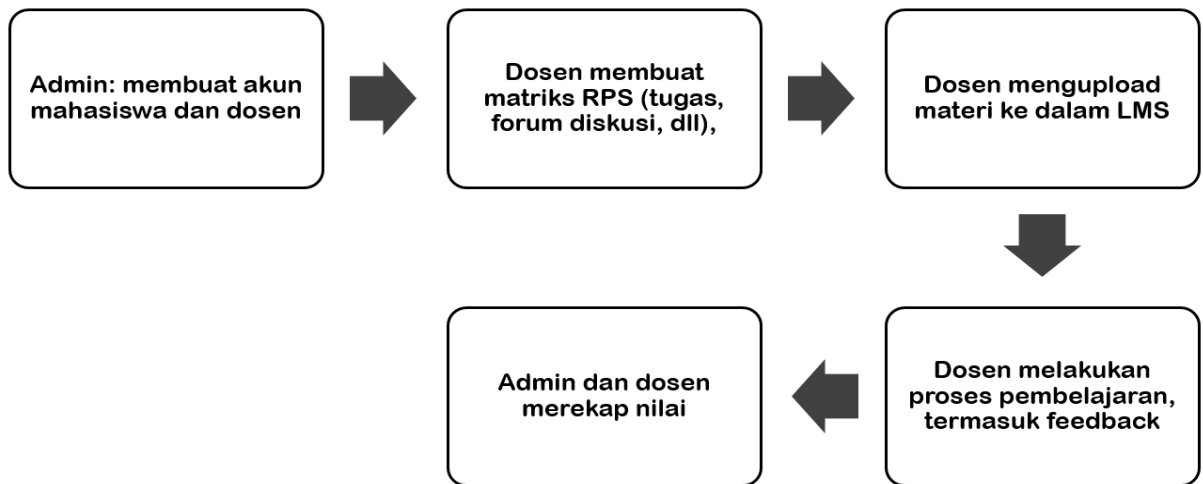 Admin: membuat akun
mahasiswa dan dosen
Dosen membuat
matriks RPS (tugas,
forum diskusi, dll),
Dosen mengupload
materi ke dalam LMS
Dosen melakukan
proses pembelajaran,
termasuk feedback
Admin dan dosen
merekap nilai